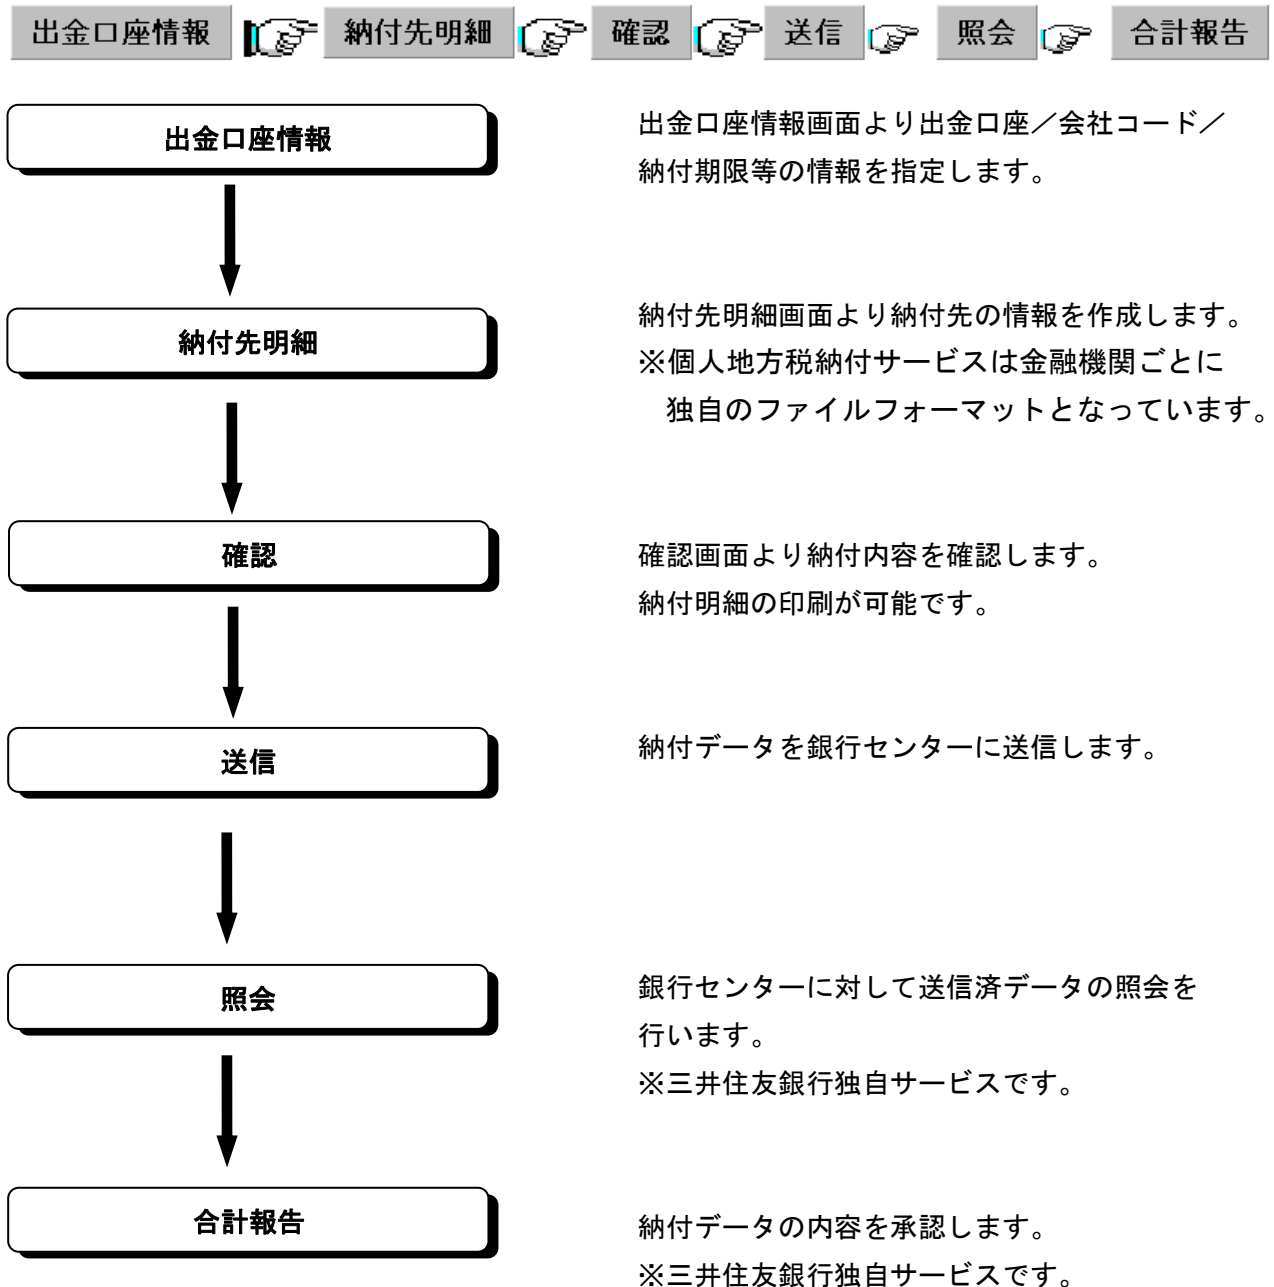 出金口座情報 納付先明細 確認 送信 照会 合計報告
出金口座情報
出金口座情報画面より出金口座／会社コード／
納付期限等の情報を指定します。
納付先明細
納付先明細画面より納付先の情報を作成します。
※個人地方税納付サービスは金融機関ごとに
独自のファイルフォーマットとなっています。
確認
確認画面より納付内容を確認します。
納付明細の印刷が可能です。
送信
納付データを銀行センターに送信します。
照会
銀行センターに対して送信済データの照会を
行います。
※三井住友銀行独自サービスです。
合計報告
納付データの内容を承認します。
※三井住友銀行独自サービスです。